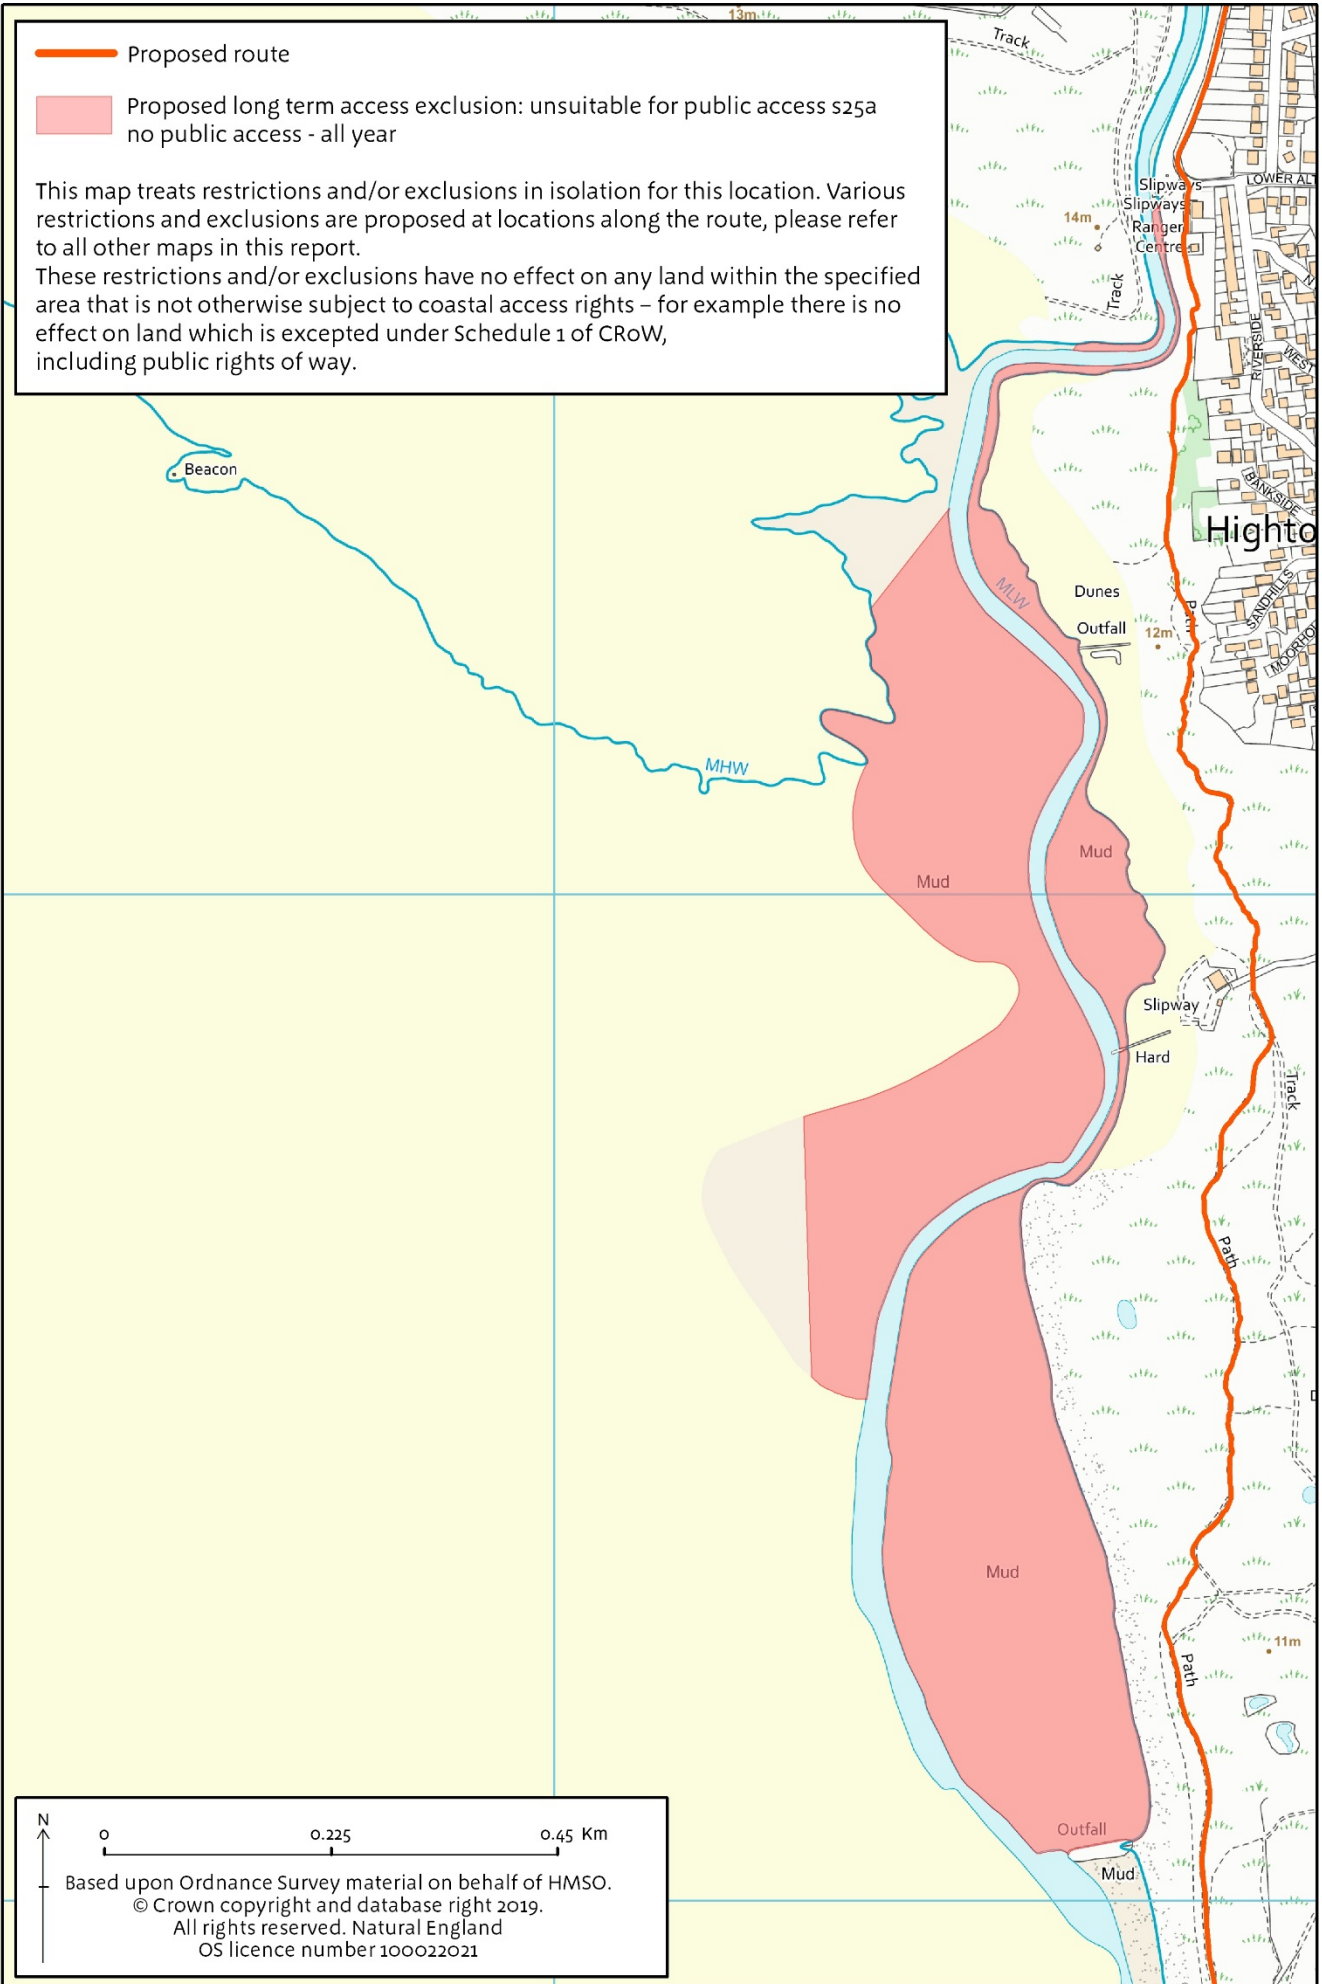 13m
Proposed route
Proposed long term access exclusion: unsuitable for public access s25a
no public access - all year
This map treats restrictions and/or exclusions in isolation for this location. Various
restrictions and exclusions are proposed at locations along the route, please refer
to all other maps in this report.
These restrictions and/or exclusions have no effect on any land within the specified
area that is not otherwise subject to coastal access rights – for example there is no
effect on land which is excepted under Schedule 1 of CRoW,
including public rights of way.
Track
LOWER ALT
Slipways
Slipways
14m
Ranger
Centre
Track
N
RIVERSIDE
WEST
Beacon
BANKSIDE
Highto
MLW
Dunes
SANDHILLS
Path
Outfall
12m
MOORHO
MHW
Mud
Mud
Slipway
Hard
Track
Path
Mud
11m
Path
Outfall
Mud
N
0 0.225 0.45 Km
Based upon Ordnance Survey material on behalf of HMSO.
© Crown copyright and database right 2019.
All rights reserved. Natural England
OS licence number 100022021